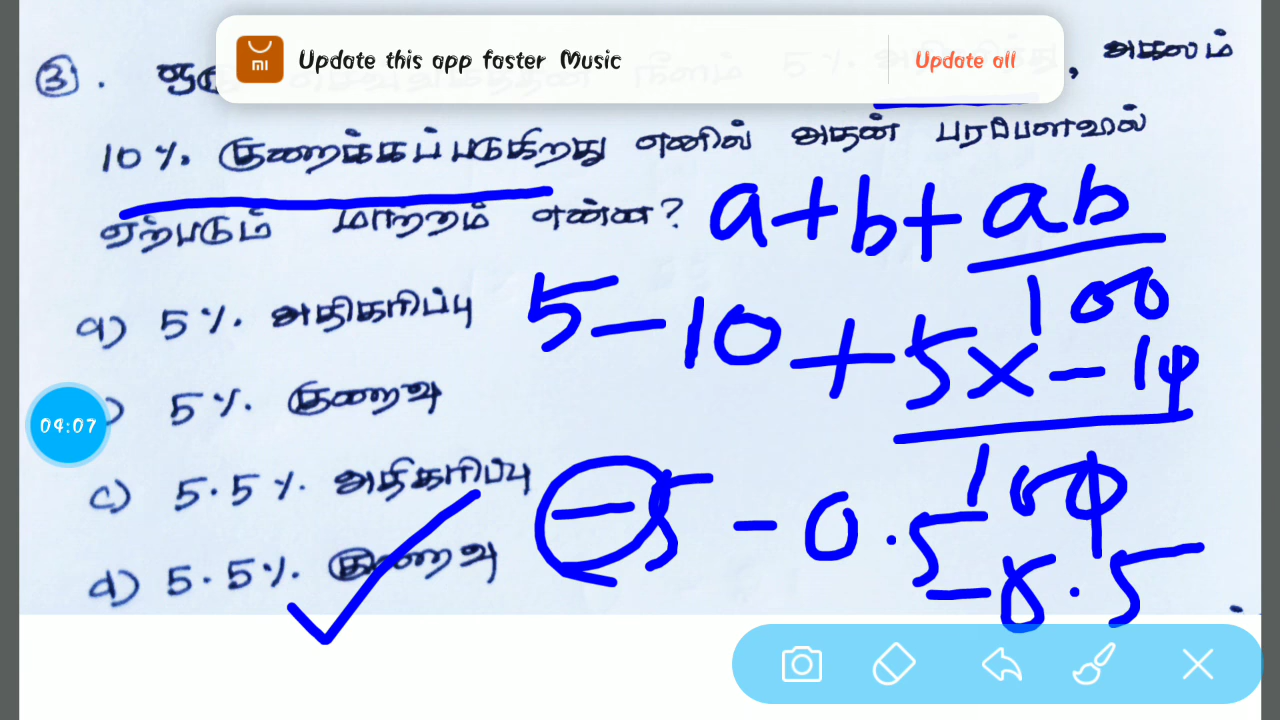 Update this app faster Music Update all
③. நீளம் 5%. , அகலம்
10%. குறைக்கப்படுகிறது எனில் அதன் பரப்பளவில்
ஏற்படும் மாற்றம் என்ன?
a+b+ab
100
a) 5%. அதிகரிப்பு
5-10+5x-10
100
) 5%. குறைவு
04:07
c) 5.5%. அதிகரிப்பு
-5-0.5
d) 5.5%. குறைவு